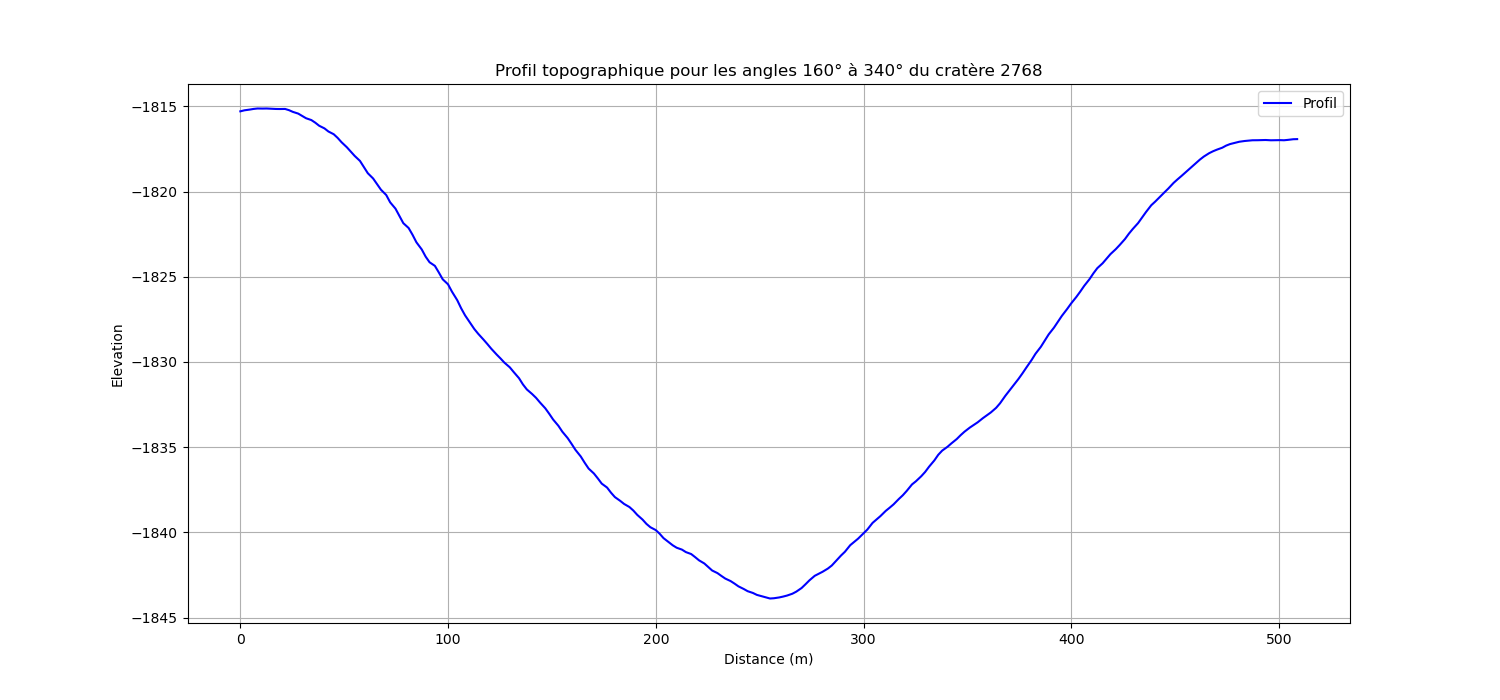 Profil topographique pour les angles 160° à 340° du cratère 2768
Profil
−1815
−1820
−1825
−1830
−1835
−1840
−1845
Elevation
0 100 200 300 400 500
Distance (m)